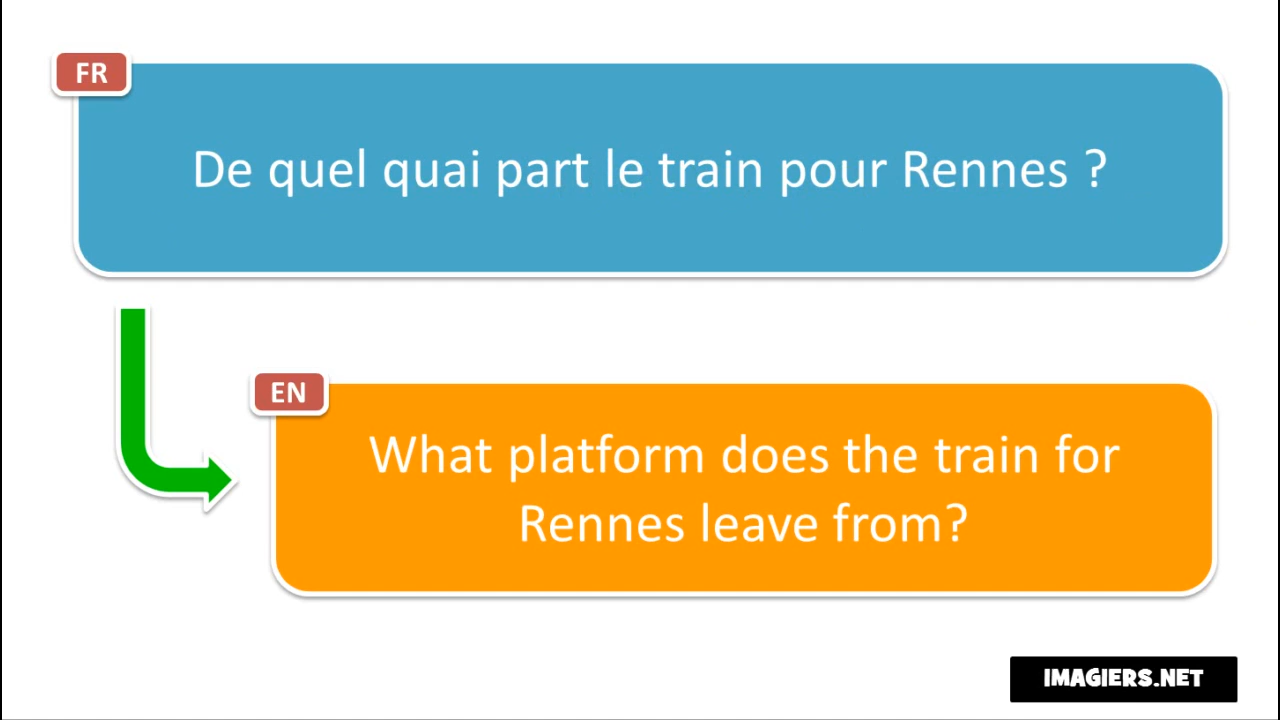 FR
De quel quai part le train pour Rennes ?
EN
What platform does the train for
Rennes leave from?
IMAGIERS.NET